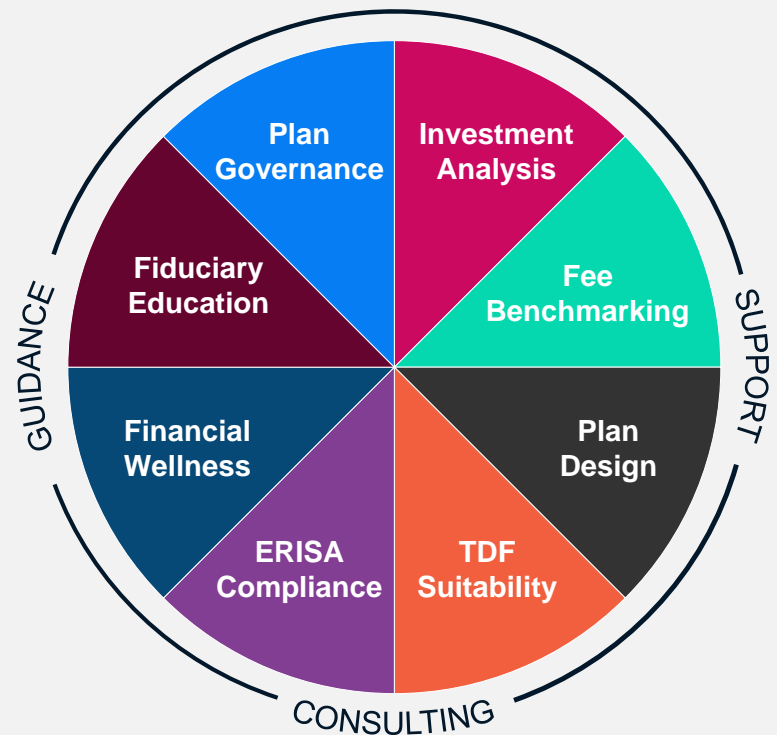 Plan
Governance
Investment
Analysis
Fiduciary
Education
Fee
Benchmarking
Financial
Wellness
Plan
Design
ERISA
Compliance
TDF
Suitability
GUIDANCE
SUPPORT
CONSULTING